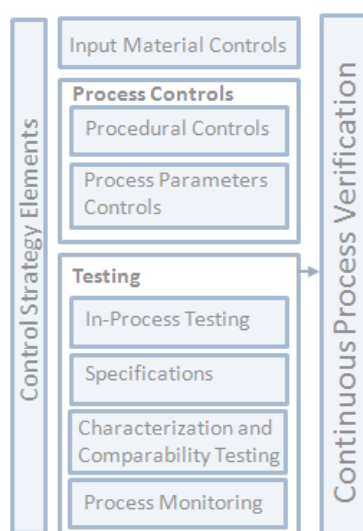 Control Strategy Elements
Input Material Controls
Process Controls
Procedural Controls
Process Parameters
Controls
Testing
In-Process Testing
Specifications
Characterization and
Comparability Testing
Process Monitoring
Continuous Process Verification